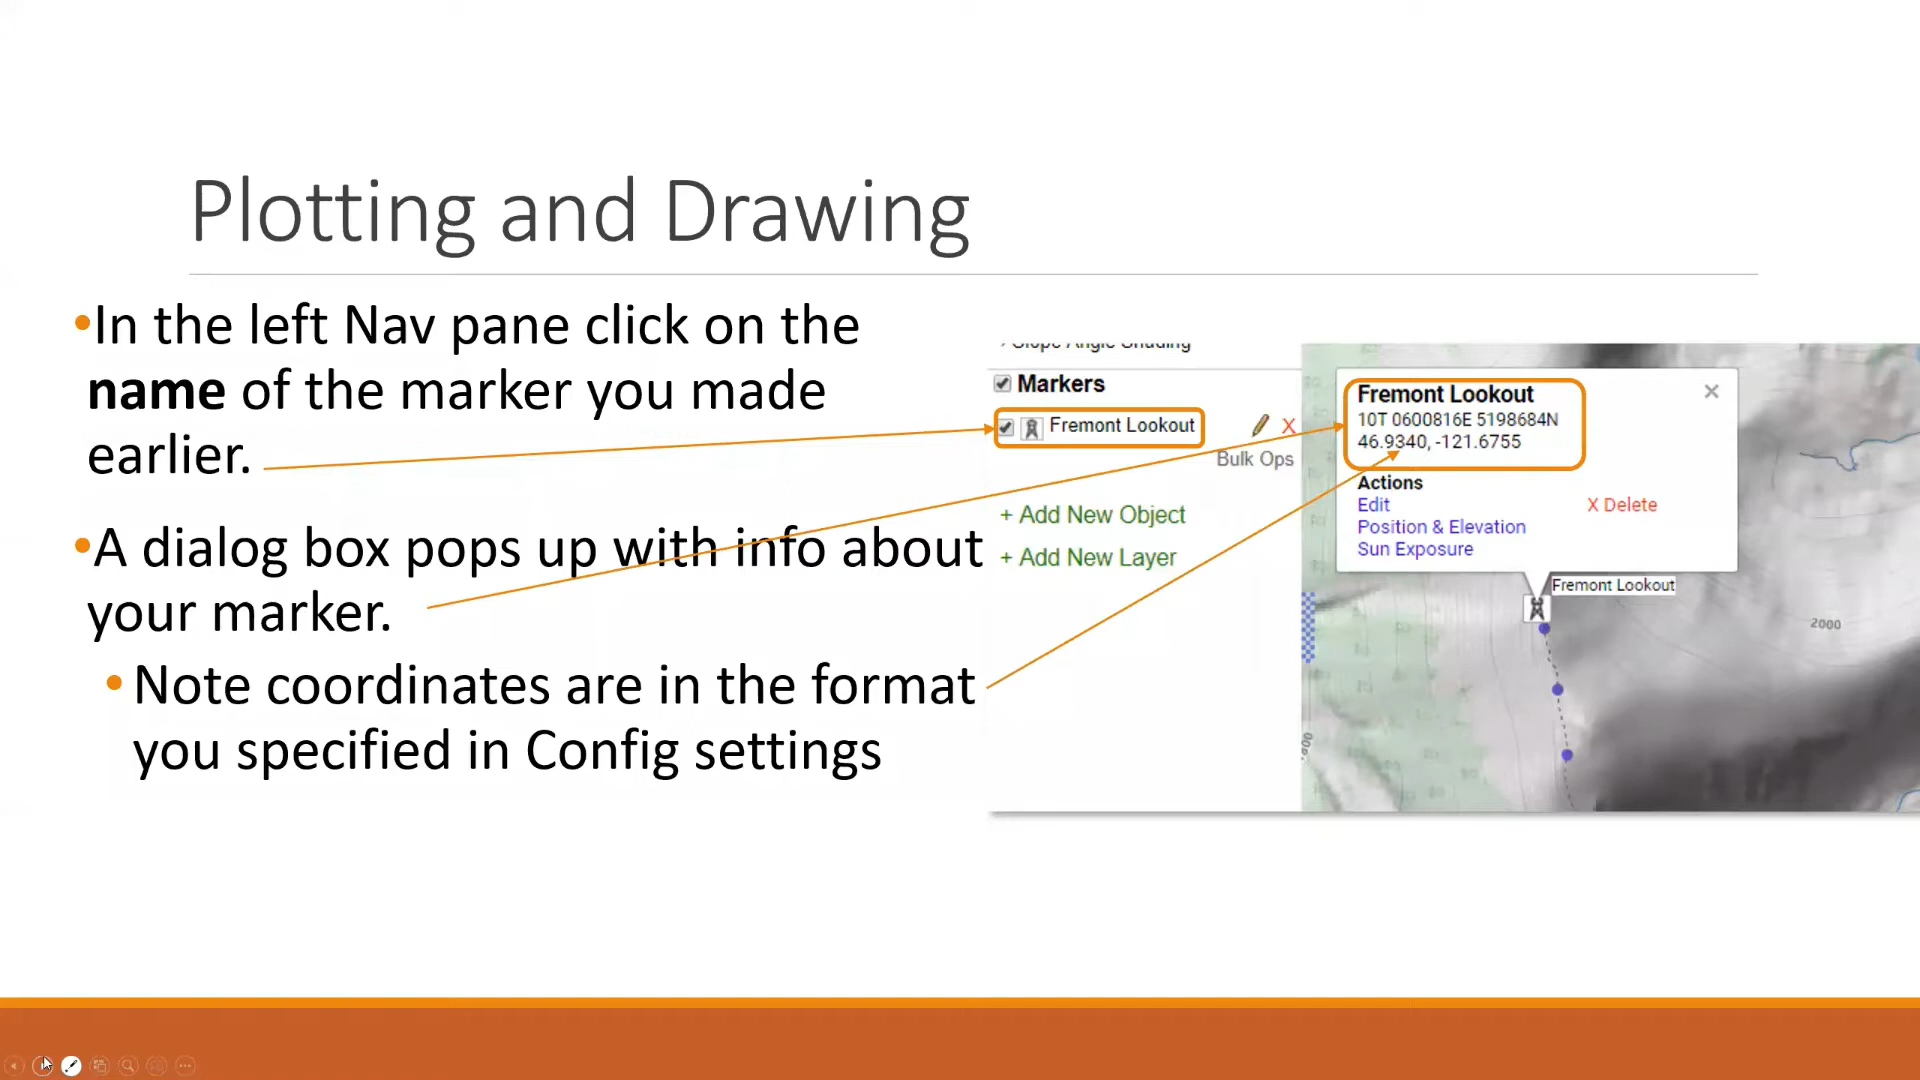 Plotting and Drawing
•In the left Nav pane click on the
name of the marker you made
earlier.
•A dialog box pops up with info about
your marker.
•Note coordinates are in the format
you specified in Config settings
Slope Angle Shading
Markers
Fremont Lookout
X
Bulk Ops
+ Add New Object
+ Add New Layer
Fremont Lookout
10T 0600816E 5198684N
46.9340, -121.6755
Actions
Edit
X Delete
Position & Elevation
Sun Exposure
Fremont Lookout
2000